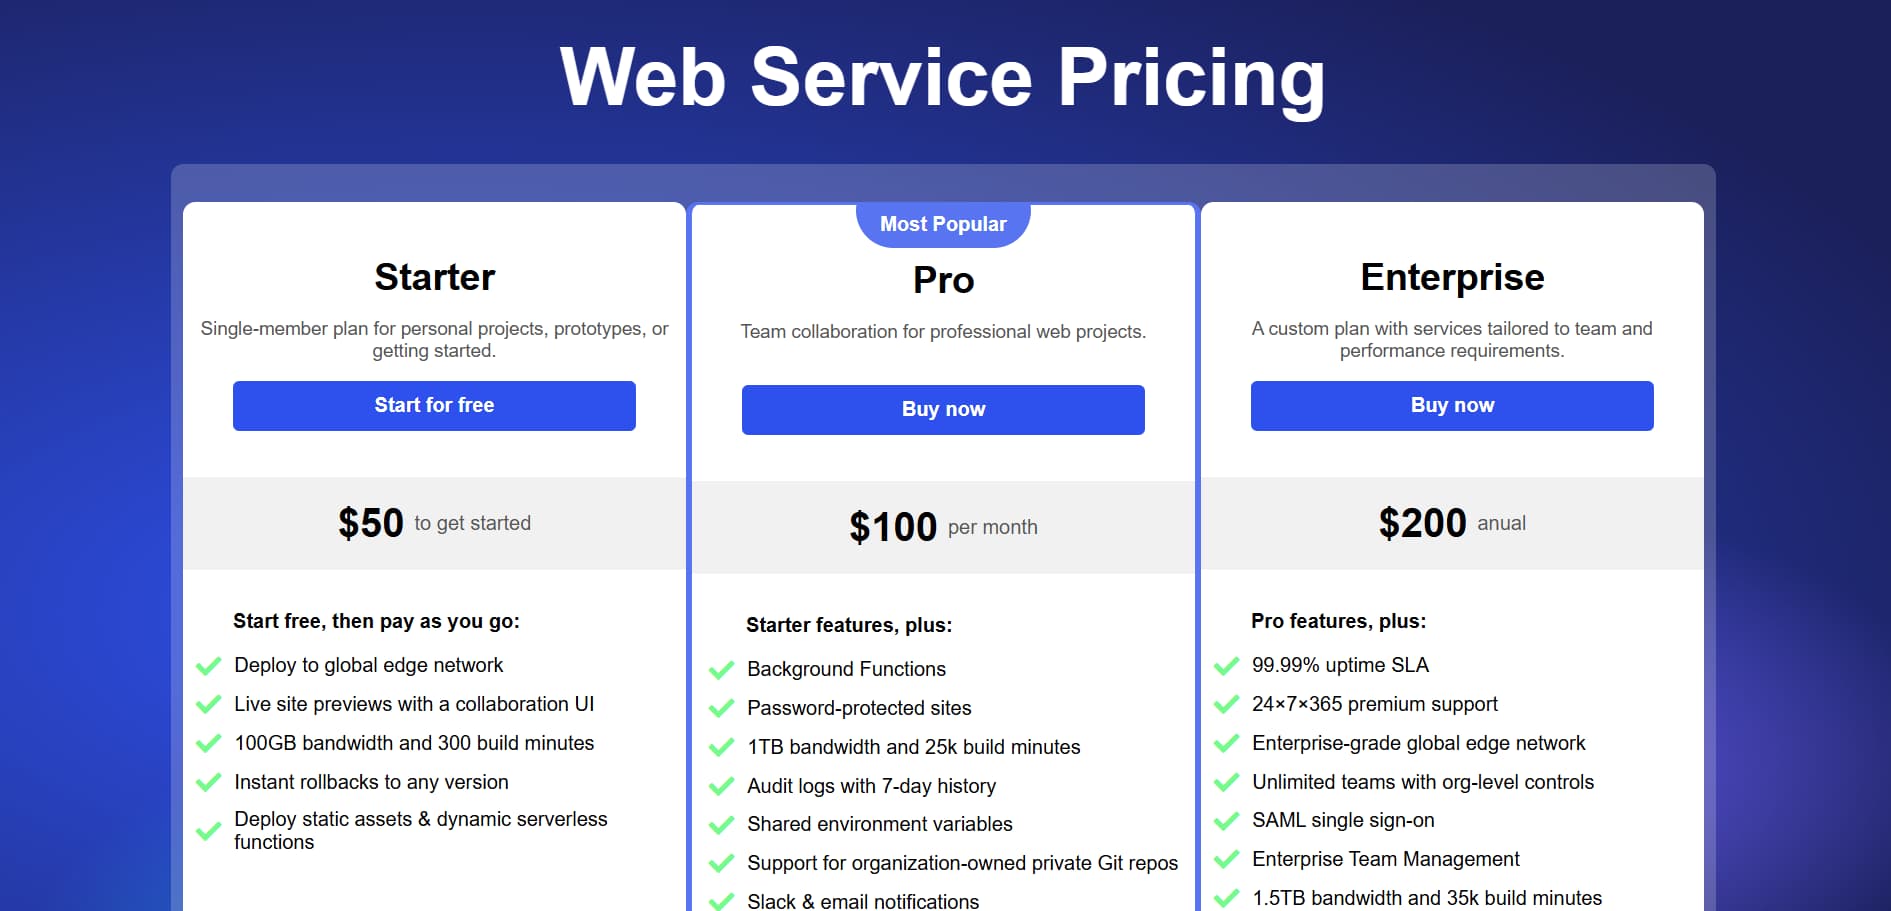 Web Service Pricing
Starter
Single-member plan for personal projects, prototypes, or
getting started.
Start for free
$50 to get started
Start free, then pay as you go:
Deploy to global edge network
Live site previews with a collaboration UI
100GB bandwidth and 300 build minutes
Instant rollbacks to any version
Deploy static assets & dynamic serverless
functions
Most Popular
Pro
Team collaboration for professional web projects.
Buy now
$100 per month
Starter features, plus:
Background Functions
Password-protected sites
1TB bandwidth and 25k build minutes
Audit logs with 7-day history
Shared environment variables
Support for organization-owned private Git repos
Slack & email notifications
Enterprise
A custom plan with services tailored to team and
performance requirements.
Buy now
$200 anual
Pro features, plus:
99.99% uptime SLA
24×7×365 premium support
Enterprise-grade global edge network
Unlimited teams with org-level controls
SAML single sign-on
Enterprise Team Management
1.5TB bandwidth and 35k build minutes